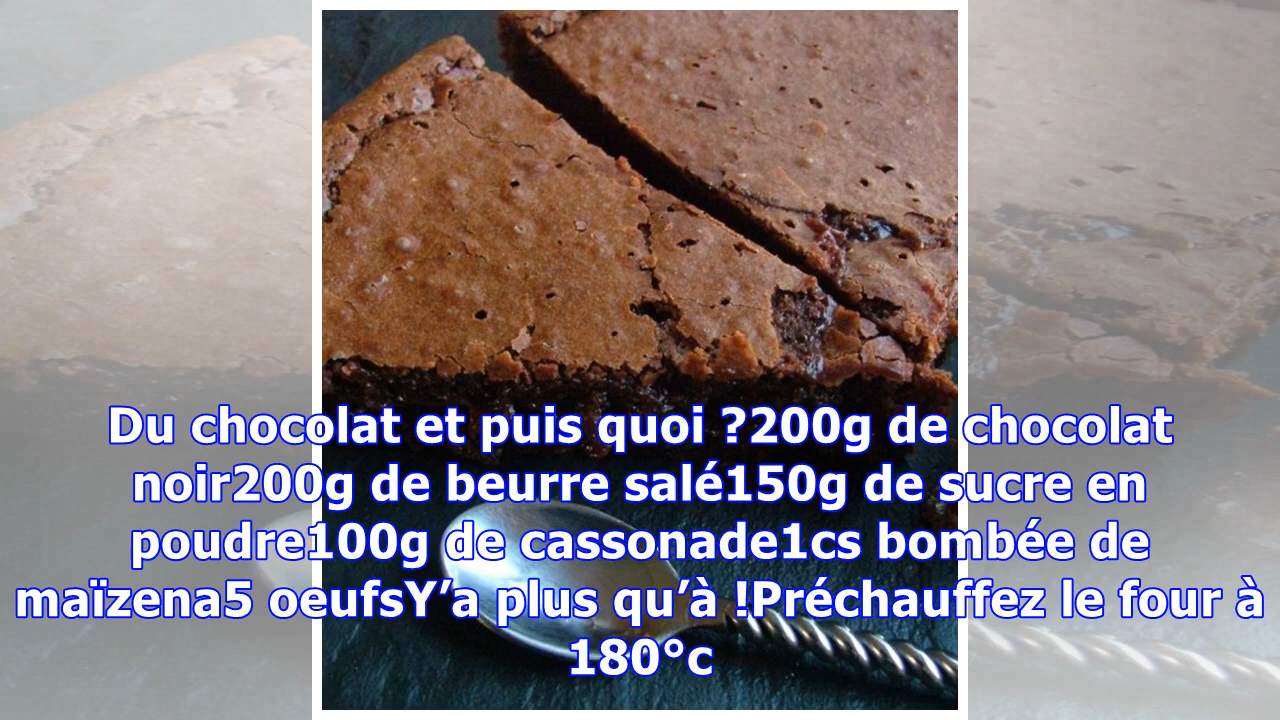 Du chocolat et puis quoi ?200g de chocolat
noir200g de beurre salé150g de sucre en
poudre100g de cassonade1cs bombée de
maïzena5 oeufsY’a plus qu’à !Préchauffez le four à
180°c